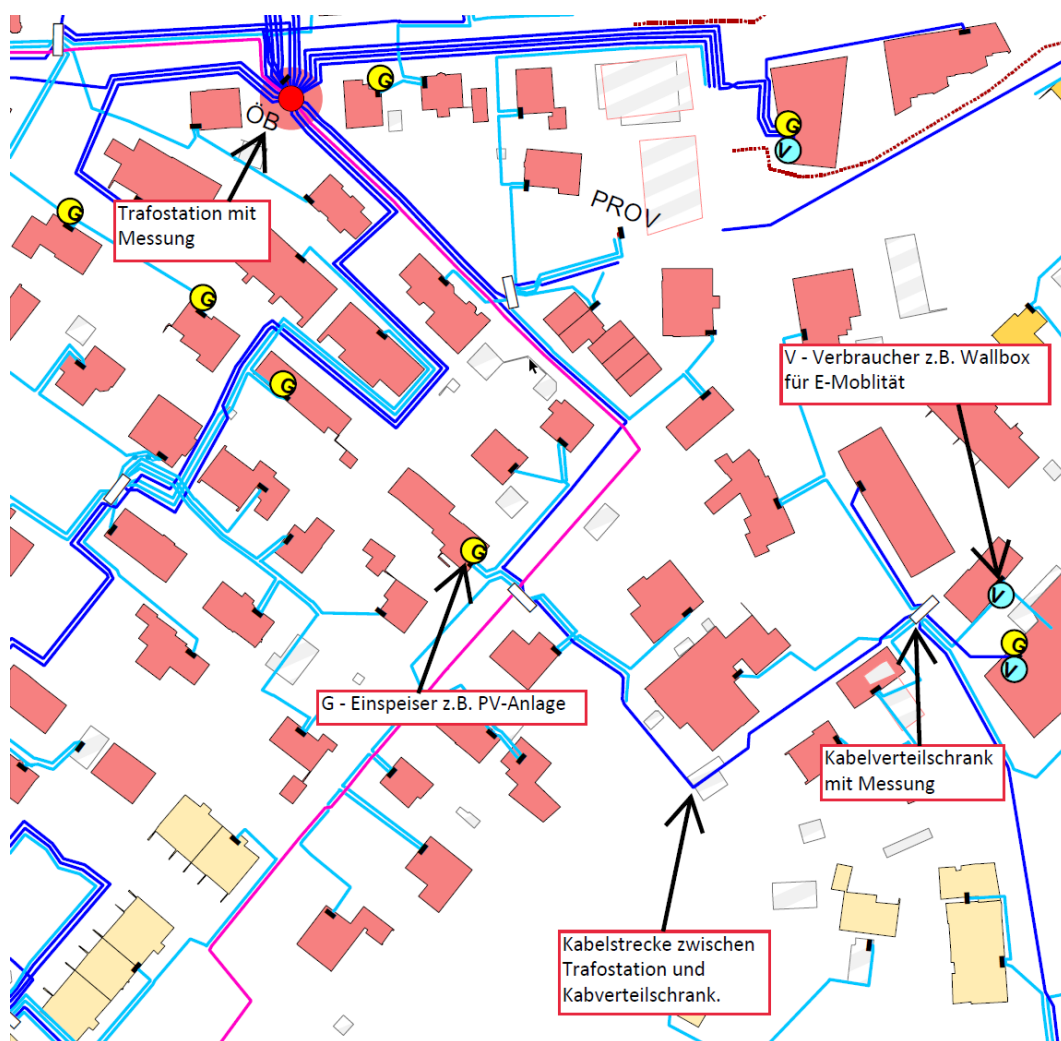 G
G
V
ÖB
PROV
G
Trafostation mit
Messung
G
V - Verbraucher z.B. Wallbox
für E-Moblität
G
G
V
G
V
G - Einspeiser z.B. PV-Anlage
Kabelverteilschrank
mit Messung
Kabelstrecke zwischen
Trafostation und
Kabverteilschrank.